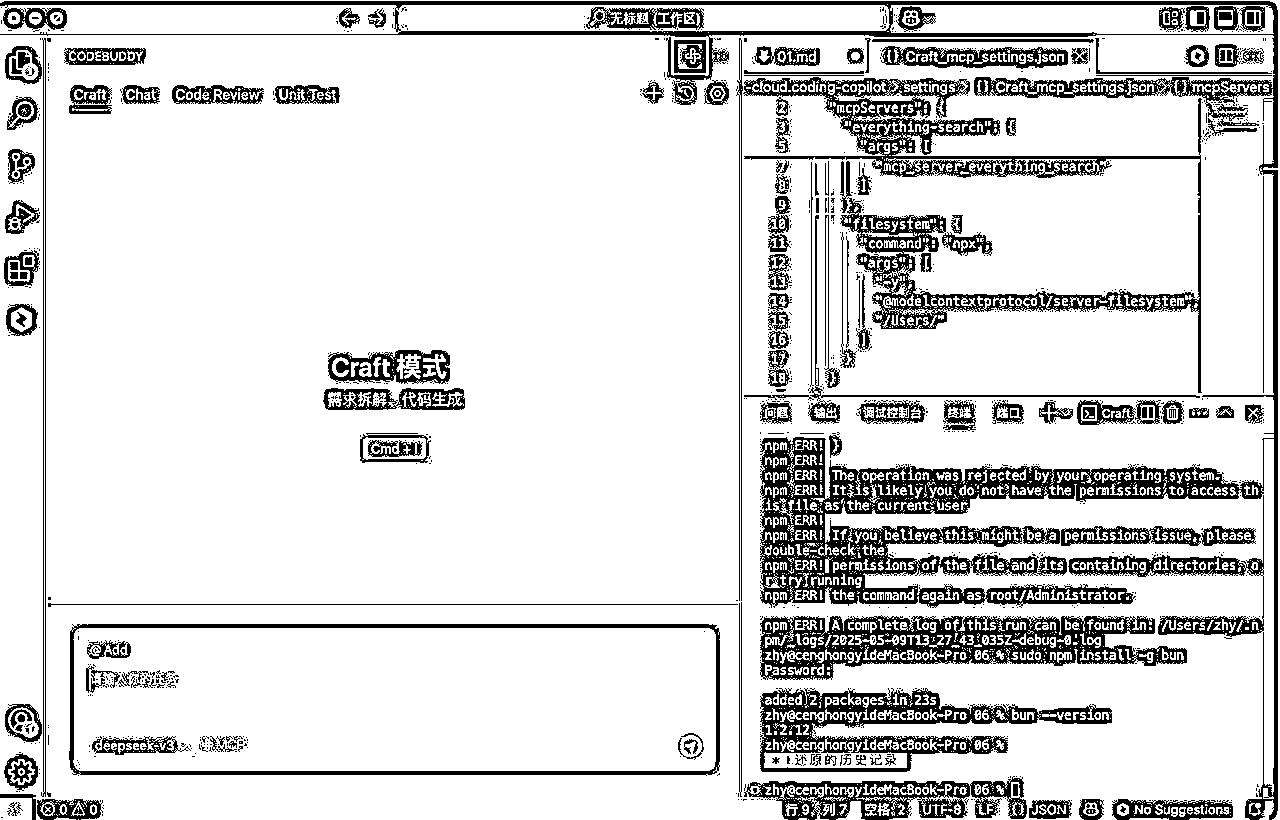 无标题 (工作区)
CODEBUDDY
Craft Chat Code Review Unit Test
Craft 模式
需求拆解、代码生成
Cmd + I
@ Add
deepseek-v3 MCP
01.md {} Craft_mcp_settings.json
-cloud.coding-copilot > settings > {} Craft_mcp_settings.json > {} mcpServers
2 "mcpServers": {
3 "everything-search": {
5 "args": [
7 "mcp_server_everything_search"
8 ]
9 },
10 "filesystem": {
11 "command": "npx",
12 "args": [
13 "-y",
14 "@modelcontextprotocol/server-filesystem",
15 "/Users/"
16 ]
17 }
18 }
问题 输出 调试控制台 终端 端口 Craft
npm ERR! }
npm ERR!
npm ERR! The operation was rejected by your operating system.
npm ERR! It is likely you do not have the permissions to access th
is file as the current user
npm ERR!
npm ERR! If you believe this might be a permissions issue, please
double-check the
npm ERR! permissions of the file and its containing directories, o
r try running
npm ERR! the command again as root/Administrator.
npm ERR! A complete log of this run can be found in: /Users/zhy/.n
pm/_logs/2025-05-09T13_27_43_035Z-debug-0.log
zhy@cenghongyideMacBook-Pro 06 % sudo npm install -g bun
Password:
added 2 packages in 23s
zhy@cenghongyideMacBook-Pro 06 % bun --version
1.2.12
zhy@cenghongyideMacBook-Pro 06 %
* 还原的历史记录
zhy@cenghongyideMacBook-Pro 06 %
0 0 行 9, 列 7 空格: 2 UTF-8 LF {} JSON No Suggestions